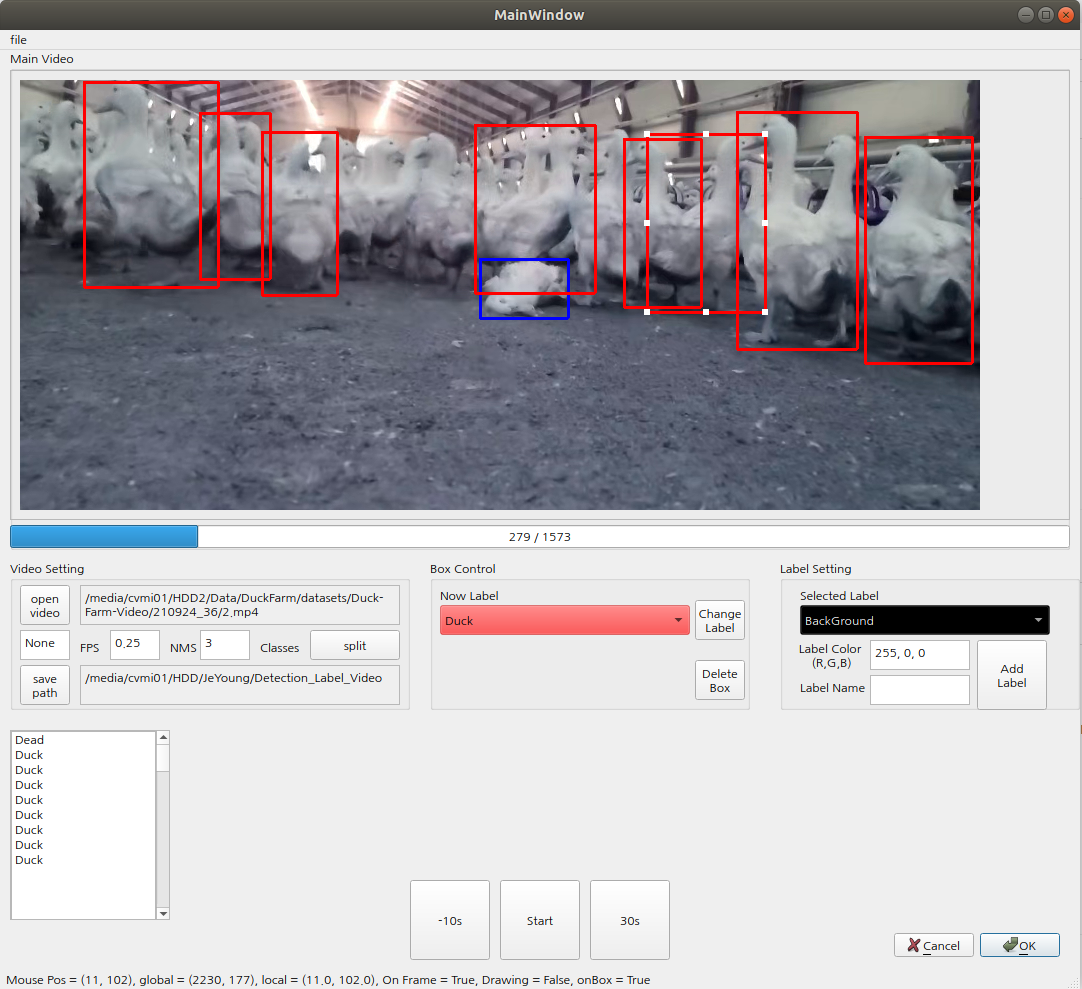 MainWindow
file
Main Video
279 / 1573
Video Setting
Box Control
Label Setting
open
video
/media/cvmi01/HDD2/Data/DuckFarm/datasets/Duck-
Farm-Video/210924_36/2.mp4
None
FPS
0.25
NMS
3
Classes
split
save
path
/media/cvmi01/HDD/JeYoung/Detection_Label_Video
Now Label
Duck
Change
Label
Delete
Box
Selected Label
BackGround
Label Color
(R,G,B)
255, 0, 0
Label Name
Add
Label
Dead
Duck
Duck
Duck
Duck
Duck
Duck
Duck
Duck
-10s
Start
30s
Cancel
OK
Mouse Pos = (11, 102), global = (2230, 177), local = (11.0, 102.0), On Frame = True, Drawing = False, onBox = True